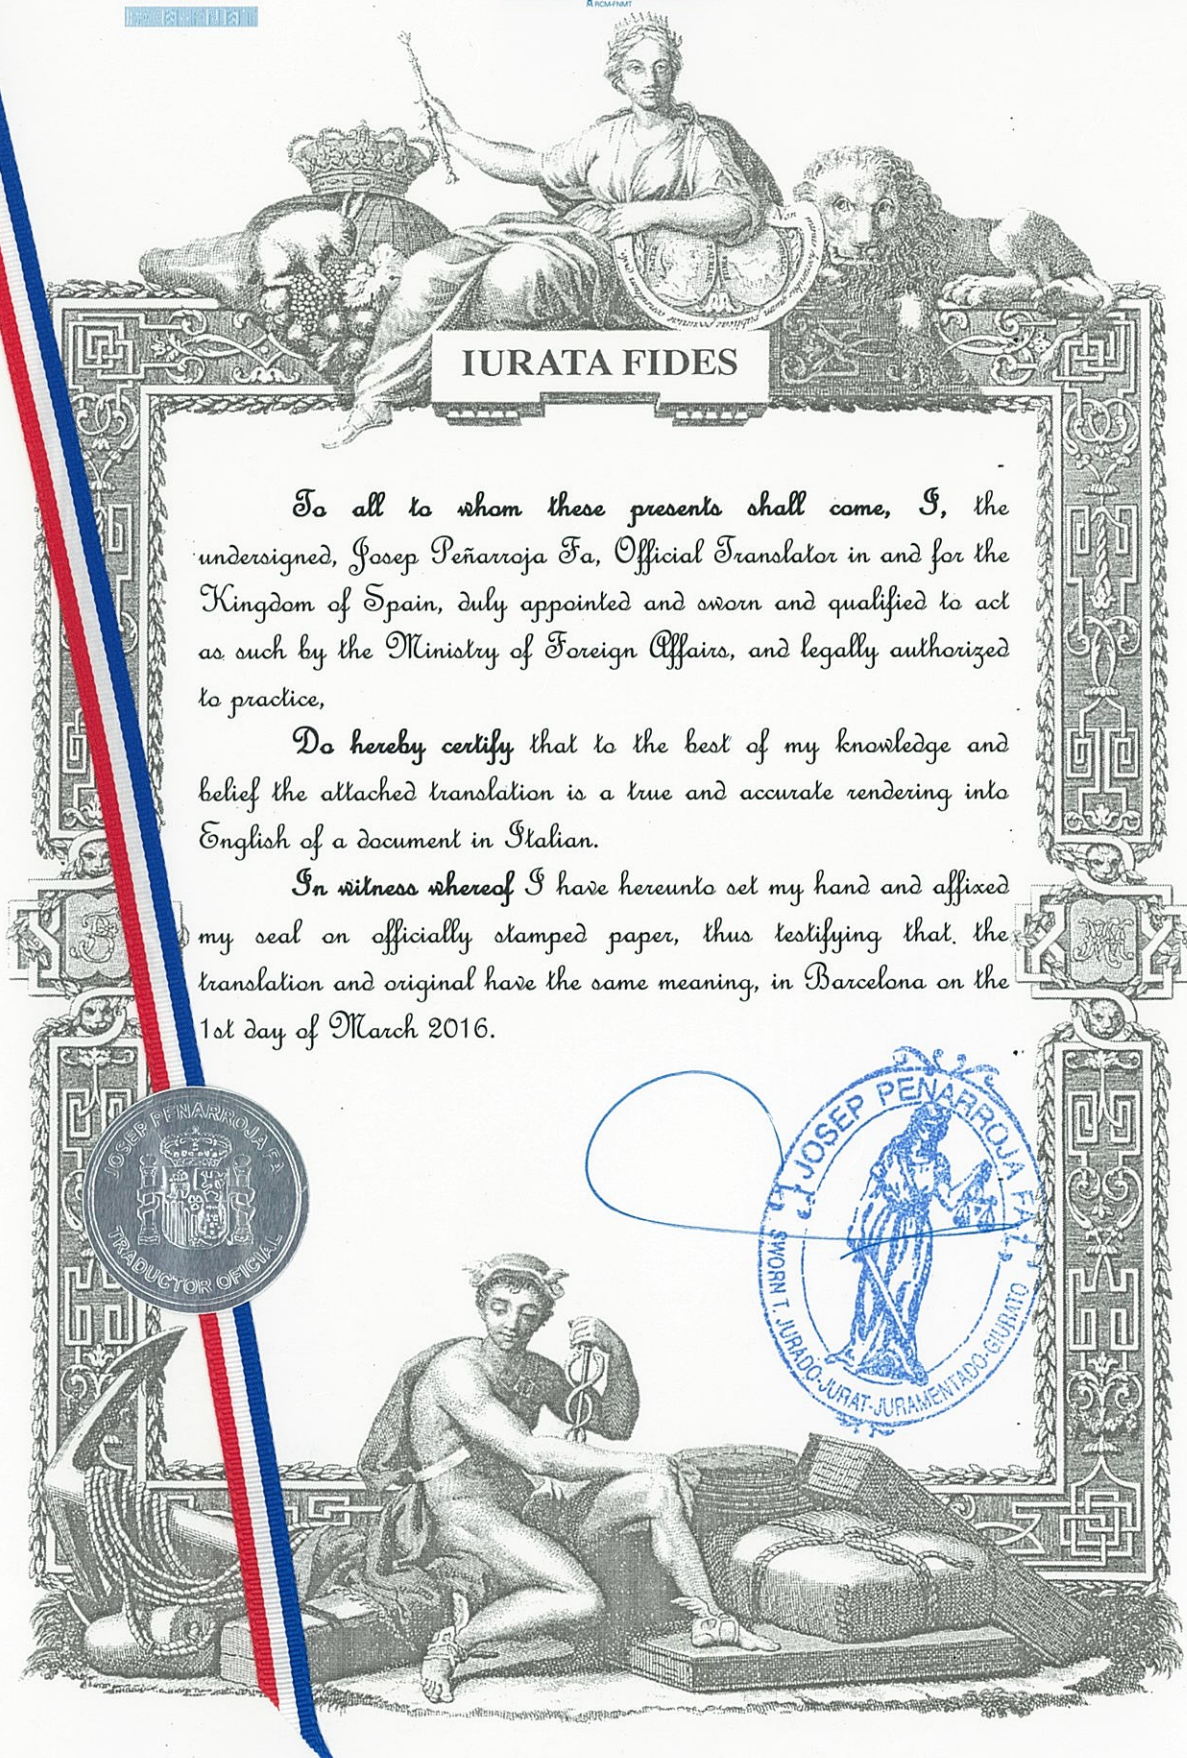 RCM-FNMT
IURATA FIDES
To all to whom these presents shall come, I, the
undersigned, Josep Peñarroja Fa, Official Translator in and for the
Kingdom of Spain, duly appointed and sworn and qualified to act
as such by the Ministry of Foreign Affairs, and legally authorized
to practice,
Do hereby certify that to the best of my knowledge and
belief the attached translation is a true and accurate rendering into
English of a document in Italian.
In witness whereof I have hereunto set my hand and affixed
my seal on officially stamped paper, thus testifying that the
translation and original have the same meaning, in Barcelona on the
1st day of March 2016.
JOSEP PEÑARROJA FA
TRADUCTOR OFICIAL
JOSEP PEÑARROJA FA
SWORN T. JURADO-JURAT-JURAMENTADO-GIURATO